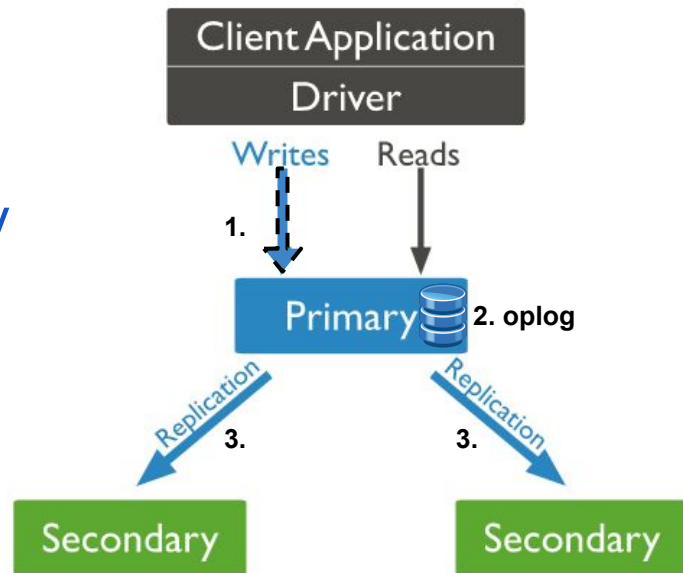 Client Application
Driver
Writes Reads
y
1.
Primary 2. oplog
Replication Replication
3. 3.
Secondary Secondary